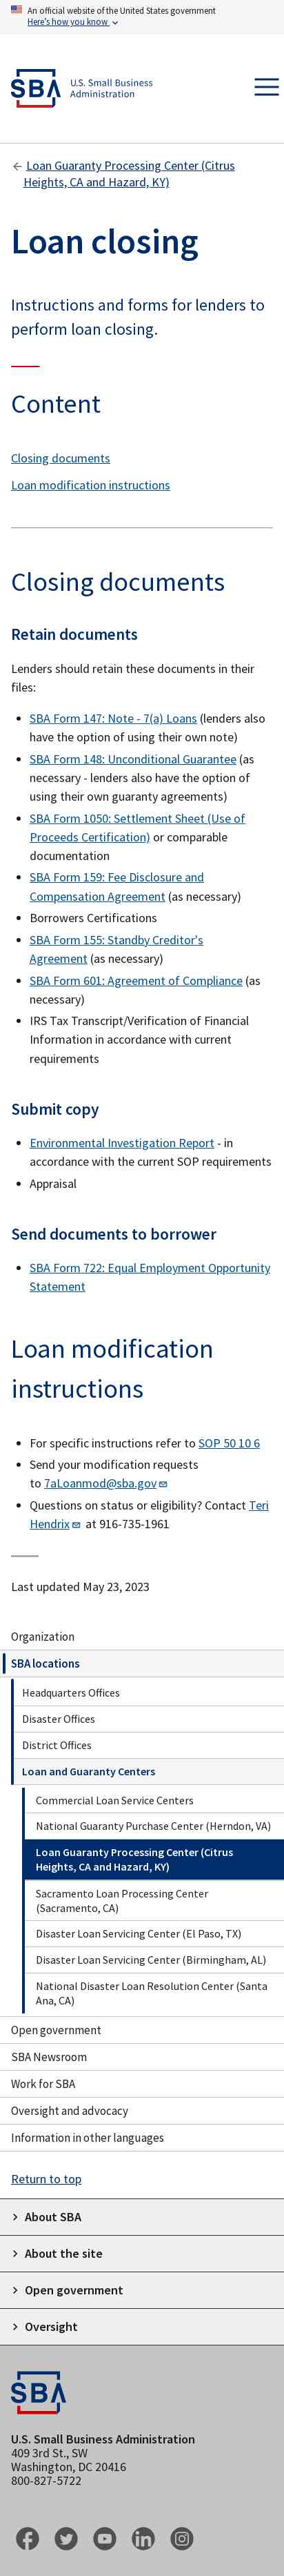 An official website of the United States government
Here's how you know
SBA U.S. Small Business
Administration
Loan Guaranty Processing Center (Citrus
Heights, CA and Hazard, KY)
Loan closing
Instructions and forms for lenders to
perform loan closing.
Content
Closing documents
Loan modification instructions
Closing documents
Retain documents
Lenders should retain these documents in their
files:
• SBA Form 147: Note - 7(a) Loans (lenders also
have the option of using their own note)
• SBA Form 148: Unconditional Guarantee (as
necessary - lenders also have the option of
using their own guaranty agreements)
• SBA Form 1050: Settlement Sheet (Use of
Proceeds Certification) or comparable
documentation
• SBA Form 159: Fee Disclosure and
Compensation Agreement (as necessary)
• Borrowers Certifications
• SBA Form 155: Standby Creditor's
Agreement (as necessary)
• SBA Form 601: Agreement of Compliance (as
necessary)
• IRS Tax Transcript/Verification of Financial
Information in accordance with current
requirements
Submit copy
• Environmental Investigation Report - in
accordance with the current SOP requirements
• Appraisal
Send documents to borrower
• SBA Form 722: Equal Employment Opportunity
Statement
Loan modification
instructions
• For specific instructions refer to SOP 50 10 6
• Send your modification requests
to 7aLoanmod@sba.gov
• Questions on status or eligibility? Contact Teri
Hendrix at 916-735-1961
Last updated May 23, 2023
Organization
SBA locations
Headquarters Offices
Disaster Offices
District Offices
Loan and Guaranty Centers
Commercial Loan Service Centers
National Guaranty Purchase Center (Herndon, VA)
Loan Guaranty Processing Center (Citrus
Heights, CA and Hazard, KY)
Sacramento Loan Processing Center
(Sacramento, CA)
Disaster Loan Servicing Center (El Paso, TX)
Disaster Loan Servicing Center (Birmingham, AL)
National Disaster Loan Resolution Center (Santa
Ana, CA)
Open government
SBA Newsroom
Work for SBA
Oversight and advocacy
Information in other languages
Return to top
About SBA
About the site
Open government
Oversight
SBA
U.S. Small Business Administration
409 3rd St., SW
Washington, DC 20416
800-827-5722